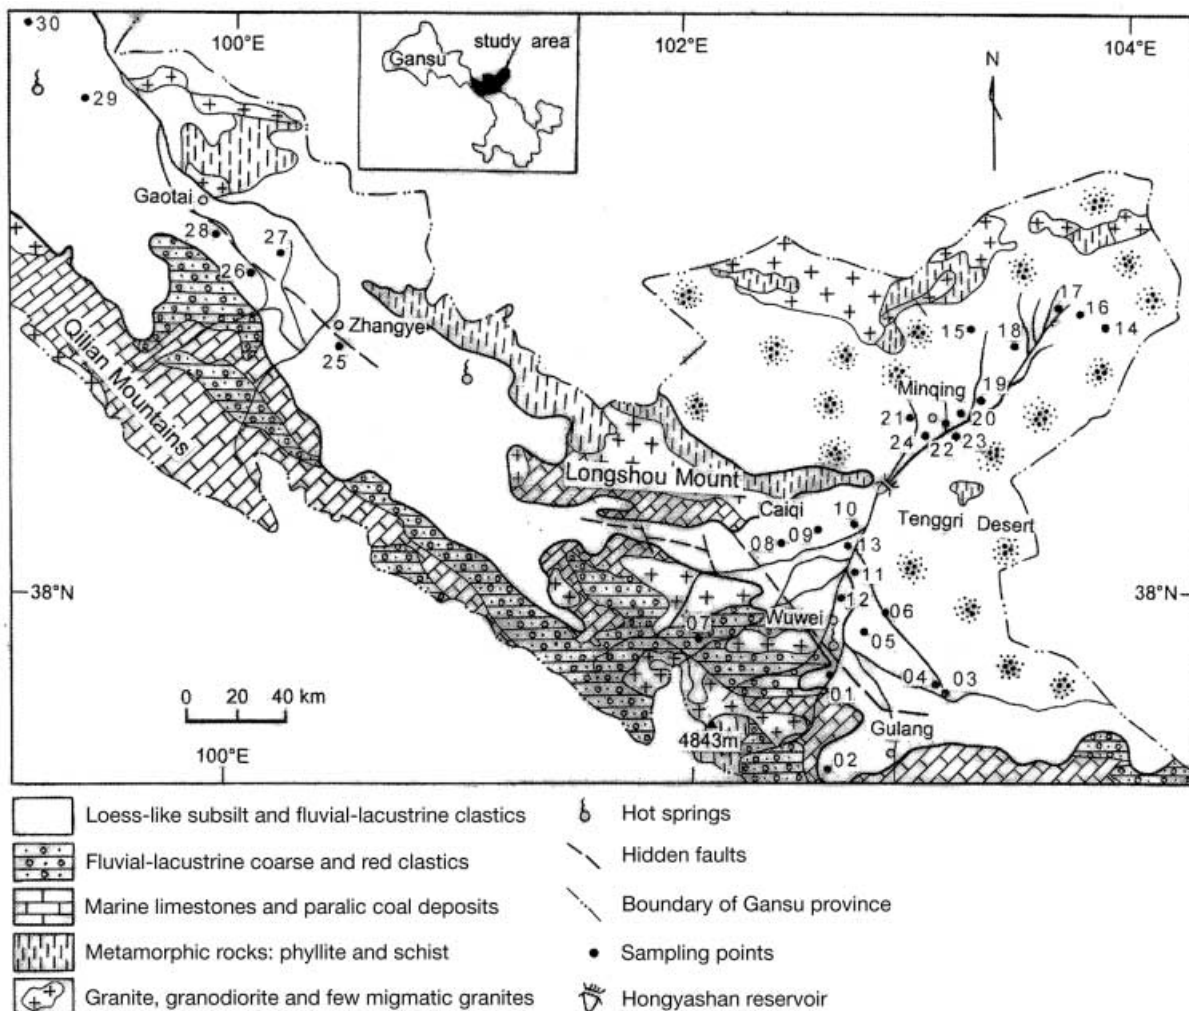 100°E
102°E
104°E
30
study area
Gansu
N
29
Gaotai
28
27
26
Zhangye
25
Qilian Mountains
17
16
15
18
14
Minqing
19
21
20
24
22
23
Longshou Mount
Caiqi
10
Tenggri Desert
08
09
13
11
38°N
38°N
12
06
Wuwei
07
05
04
03
0 20 40 km
01
Gulang
100°E
4843m
02
Loess-like subsilt and fluvial-lacustrine clastics
Fluvial-lacustrine coarse and red clastics
Marine limestones and paralic coal deposits
Metamorphic rocks: phyllite and schist
Granite, granodiorite and few migmatic granites
Hot springs
Hidden faults
Boundary of Gansu province
Sampling points
Hongyashan reservoir